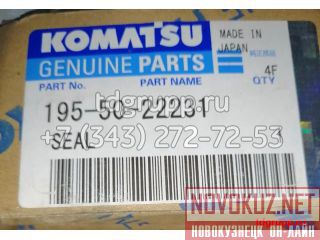 KOMATSU
MADE IN
JAPAN
GENUINE PARTS
4F
PART No.
PART NAME
QTY
195-50-22231
tdgroup.ru
+7 (343) 272-72-53
SEAL
NOVOKUZ.NET
НОВОКУЗНЕЦК ОН-ЛАЙН